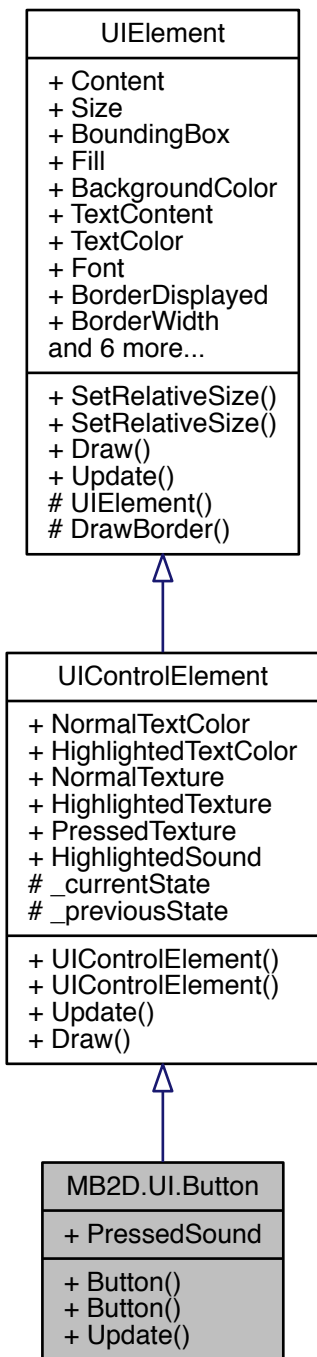 UIElement
+ Content
+ Size
+ BoundingBox
+ Fill
+ BackgroundColor
+ TextContent
+ TextColor
+ Font
+ BorderDisplayed
+ BorderWidth
and 6 more...
+ SetRelativeSize()
+ SetRelativeSize()
+ Draw()
+ Update()
# UIElement()
# DrawBorder()
UIControlElement
+ NormalTextColor
+ HighlightedTextColor
+ NormalTexture
+ HighlightedTexture
+ PressedTexture
+ HighlightedSound
# _currentState
# _previousState
+ UIControlElement()
+ UIControlElement()
+ Update()
+ Draw()
MB2D.UI.Button
+ PressedSound
+ Button()
+ Button()
+ Update()